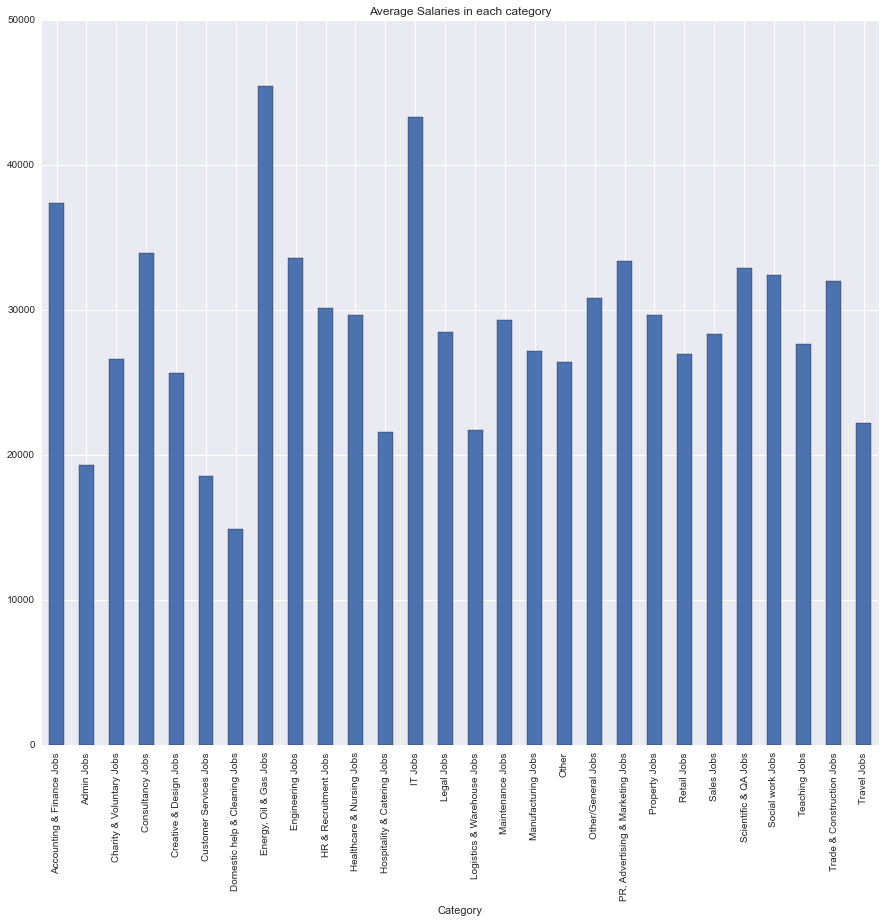 Average Salaries in each category
50000
40000
30000
20000
10000
0
Accounting & Finance Jobs
Admin Jobs
Charity & Voluntary Jobs
Consultancy Jobs
Creative & Design Jobs
Customer Services Jobs
Domestic help & Cleaning Jobs
Energy, Oil & Gas Jobs
Engineering Jobs
HR & Recruitment Jobs
Healthcare & Nursing Jobs
Hospitality & Catering Jobs
IT Jobs
Legal Jobs
Logistics & Warehouse Jobs
Maintenance Jobs
Manufacturing Jobs
Other
Other/General Jobs
PR, Advertising & Marketing Jobs
Property Jobs
Retail Jobs
Sales Jobs
Scientific & QA Jobs
Social work Jobs
Teaching Jobs
Trade & Construction Jobs
Travel Jobs
Category